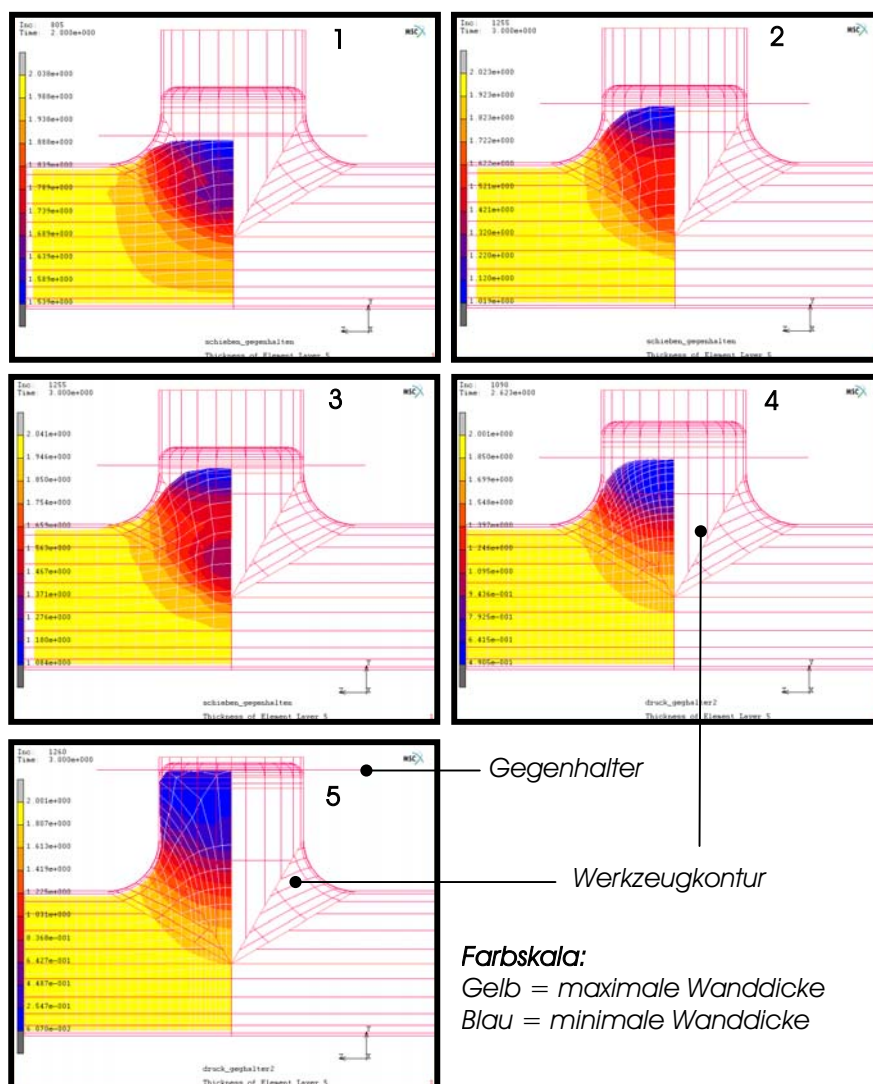 Inc: 805
Time: 2.000e+000
1
MSC
2.038e+000
1.988e+000
1.938e+000
1.888e+000
1.839e+000
1.789e+000
1.739e+000
1.689e+000
1.639e+000
1.589e+000
1.539e+000
schieben_gegenhalten
Thickness of Element Layer 5
Y
Z X
1
Inc: 1255
Time: 3.000e+000
2
MSC
2.023e+000
1.923e+000
1.823e+000
1.722e+000
1.622e+000
1.521e+000
1.421e+000
1.320e+000
1.220e+000
1.120e+000
1.019e+000
schieben_gegenhalten
Thickness of Element Layer 5
Y
Z X
Inc: 1255
Time: 3.000e+000
3
MSC
2.041e+000
1.946e+000
1.850e+000
1.754e+000
1.659e+000
1.563e+000
1.467e+000
1.371e+000
1.276e+000
1.180e+000
1.084e+000
schieben_gegenhalten
Thickness of Element Layer 5
Y
Z X
1
Inc: 1090
Time: 2.623e+000
4
MSC
2.001e+000
1.850e+000
1.699e+000
1.548e+000
1.397e+000
1.246e+000
1.095e+000
9.436e-001
7.925e-001
6.415e-001
4.905e-001
druck_geghalter2
Thickness of Element Layer 5
Y
Z X
Inc: 1260
Time: 3.000e+000
5
MSC
2.001e+000
1.807e+000
1.613e+000
1.419e+000
1.225e+000
1.031e+000
8.368e-001
6.427e-001
4.487e-001
2.547e-001
6.070e-002
druck_geghalter2
Thickness of Element Layer 5
Y
Z X
Gegenhalter
Werkzeugkontur
Farbskala:
Gelb = maximale Wanddicke
Blau = minimale Wanddicke